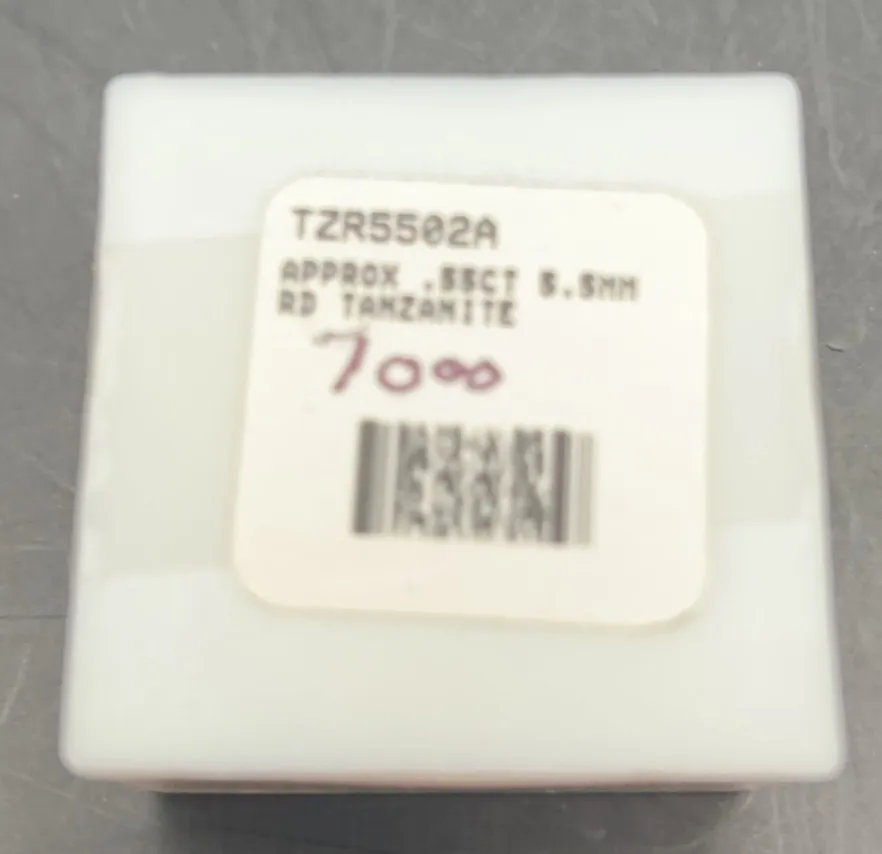 TZR5502A
APPROX .55CT 5.5MM
RD TANZANITE
7000